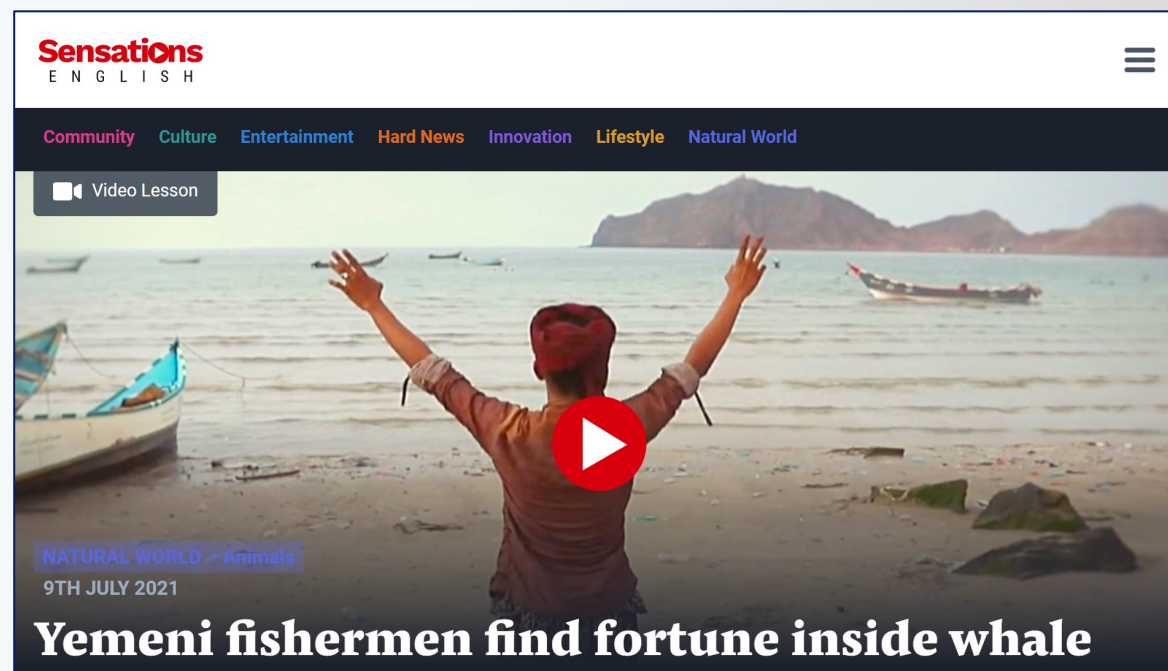 Sensations
ENGLISH
Community Culture Entertainment Hard News Innovation Lifestyle Natural World
Video Lesson
NATURAL WORLD - Animals
9TH JULY 2021
Yemeni fishermen find fortune inside whale